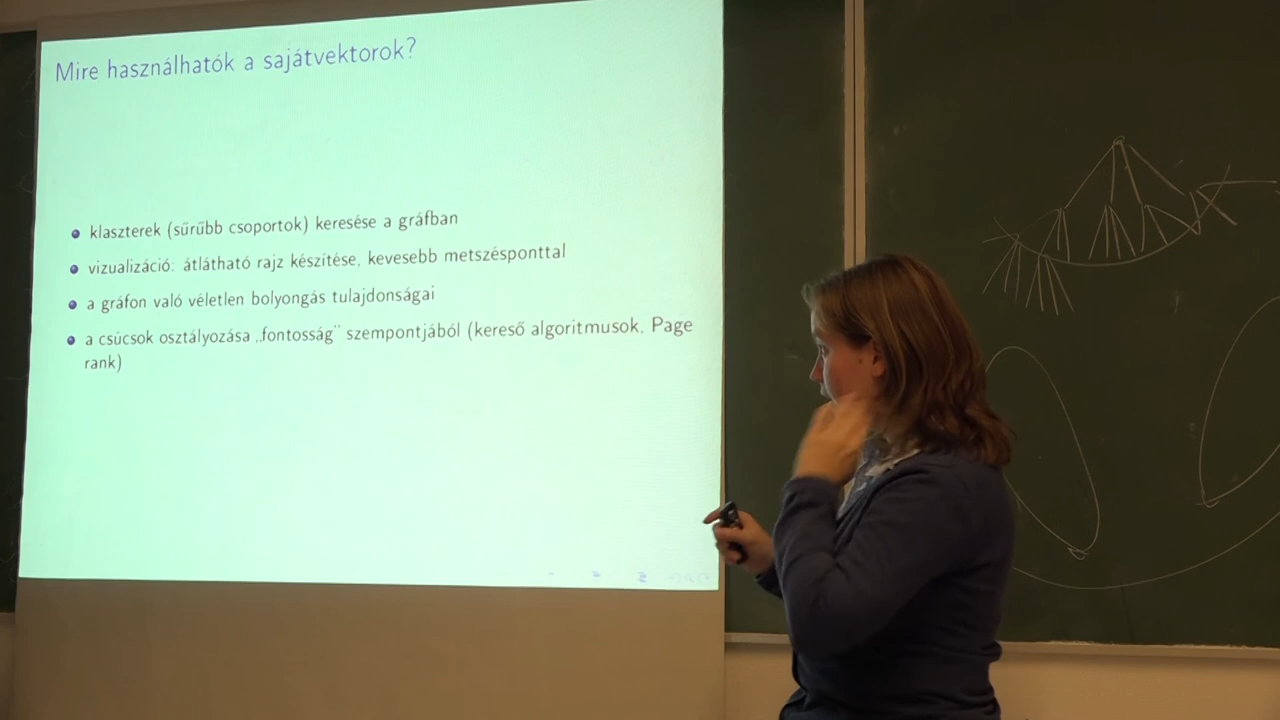 Mire használhatók a sajátvektorok?
klaszterek (sűrűbb csoportok) keresése a gráfban
vizualizáció: átlátható rajz készítése, kevesebb metszésponttal
a gráfon való véletlen bolyongás tulajdonságai
a csúcsok osztályozása „fontosság” szempontjából (kereső algoritmusok, Page
rank)